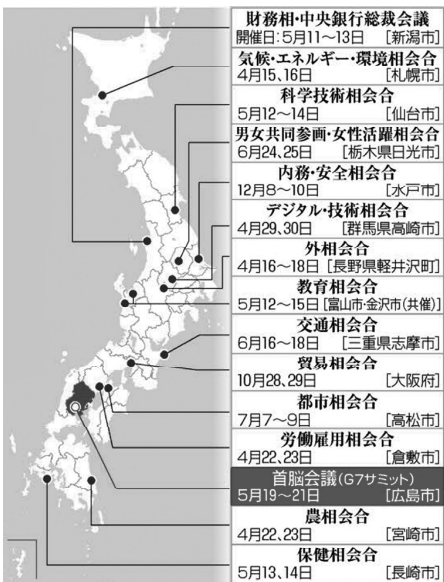 財務相・中央銀行総裁会議
開催日:5月11～13日 [新潟市]
気候・エネルギー・環境相会合
4月15、16日 [札幌市]
科学技術相会合
5月12～14日 [仙台市]
男女共同参画・女性活躍相会合
6月24、25日 [栃木県日光市]
内務・安全相会合
12月8～10日 [水戸市]
デジタル・技術相会合
4月29、30日 [群馬県高崎市]
外相会合
4月16～18日 [長野県軽井沢町]
教育相会合
5月12～15日 [富山市・金沢市(共催)]
交通相会合
6月16～18日 [三重県志摩市]
貿易相会合
10月28、29日 [大阪府]
都市相会合
7月7～9日 [高松市]
労働雇用相会合
4月22、23日 [倉敷市]
首脳会議(G7サミット)
5月19～21日 [広島市]
農相会合
4月22、23日 [宮崎市]
保健相会合
5月13、14日 [長崎市]